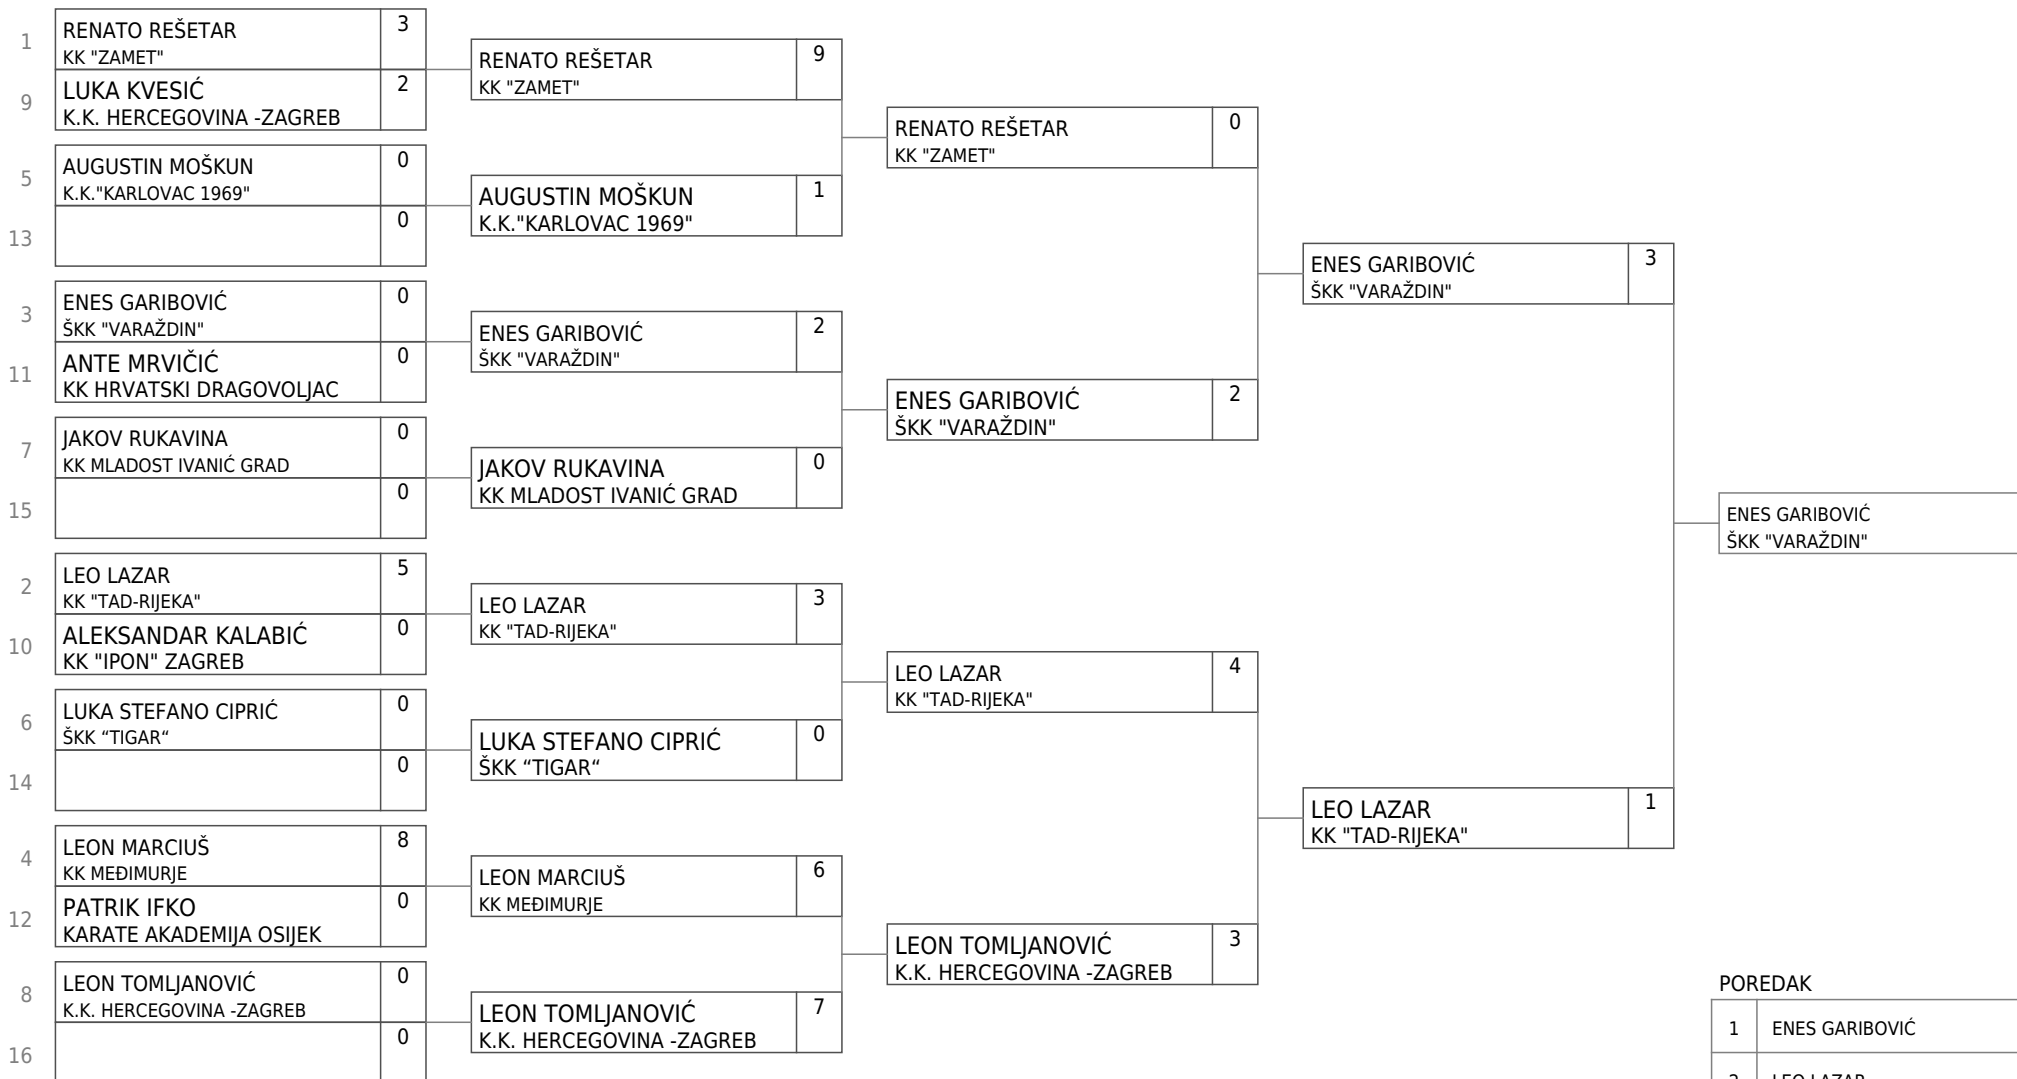 1
RENATO REŠETAR
KK "ZAMET"
3
9
LUKA KVESIĆ
K.K. HERCEGOVINA -ZAGREB
2
5
AUGUSTIN MOŠKUN
K.K."KARLOVAC 1969"
0
13
0
3
ENES GARIBOVIĆ
ŠKK "VARAŽDIN"
0
11
ANTE MRVIČIĆ
KK HRVATSKI DRAGOVOLJAC
0
7
JAKOV RUKAVINA
KK MLADOST IVANIĆ GRAD
0
15
0
2
LEO LAZAR
KK "TAD-RIJEKA"
5
10
ALEKSANDAR KALABIĆ
KK "IPON" ZAGREB
0
6
LUKA STEFANO CIPRIĆ
ŠKK “TIGAR“
0
14
0
4
LEON MARCIUŠ
KK MEĐIMURJE
8
12
PATRIK IFKO
KARATE AKADEMIJA OSIJEK
0
8
LEON TOMLJANOVIĆ
K.K. HERCEGOVINA -ZAGREB
0
16
0
RENATO REŠETAR
KK "ZAMET"
9
AUGUSTIN MOŠKUN
K.K."KARLOVAC 1969"
1
ENES GARIBOVIĆ
ŠKK "VARAŽDIN"
2
JAKOV RUKAVINA
KK MLADOST IVANIĆ GRAD
0
LEO LAZAR
KK "TAD-RIJEKA"
3
LUKA STEFANO CIPRIĆ
ŠKK “TIGAR“
0
LEON MARCIUŠ
KK MEĐIMURJE
6
LEON TOMLJANOVIĆ
K.K. HERCEGOVINA -ZAGREB
7
RENATO REŠETAR
KK "ZAMET"
0
ENES GARIBOVIĆ
ŠKK "VARAŽDIN"
2
LEO LAZAR
KK "TAD-RIJEKA"
4
LEON TOMLJANOVIĆ
K.K. HERCEGOVINA -ZAGREB
3
ENES GARIBOVIĆ
ŠKK "VARAŽDIN"
3
LEO LAZAR
KK "TAD-RIJEKA"
1
ENES GARIBOVIĆ
ŠKK "VARAŽDIN"
POREDAK
1 ENES GARIBOVIĆ
2 LEO LAZAR